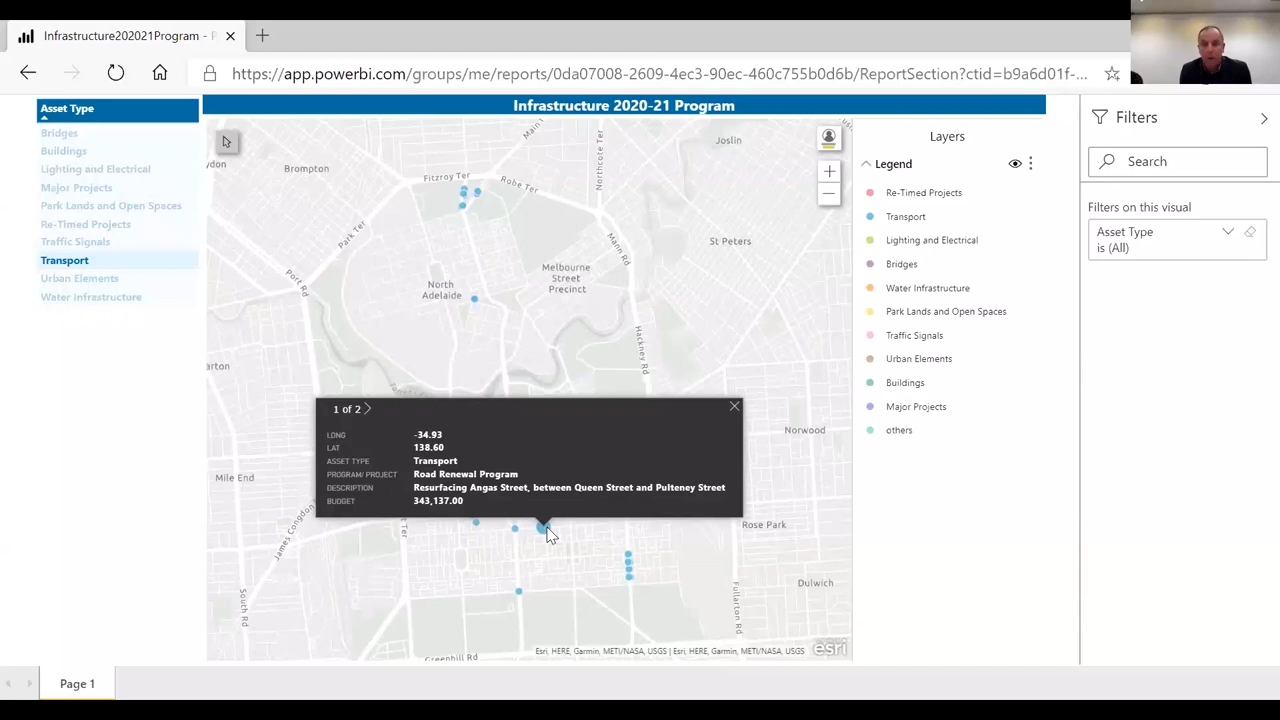 Infrastructure202021Program - P
https://app.powerbi.com/groups/me/reports/0da07008-2609-4ec3-90ec-460c755b0d6b/ReportSection?ctid=b9a6d01f-...
Asset Type
Bridges
Buildings
Lighting and Electrical
Major Projects
Park Lands and Open Spaces
Re-Timed Projects
Traffic Signals
Transport
Urban Elements
Water Infrastructure
Infrastructure 2020-21 Program
Main
Northcote Ter
Joslin
ydon
Brompton
Fitzroy Ter
Robe Ter
Park Ter
Mann Rd
St Peters
Port Rd
North
Adelaide
Melbourne
Street
Precinct
Hackney Rd
arton
1 of 2
LONG -34.93
LAT 138.60
ASSET TYPE Transport
PROGRAM/ PROJECT Road Renewal Program
DESCRIPTION Resurfacing Angas Street, between Queen Street and Pulteney Street
BUDGET 343,137.00
Norwood
Mile End
James Congdon
t Ter
Rose Park
Dulwich
South Rd
Fullarton Rd
Greenhill Rd
Esri, HERE, Garmin, METI/NASA, USGS | Esri, HERE, Garmin, METI/NASA, USGS
esri
Layers
Legend
Re-Timed Projects
Transport
Lighting and Electrical
Bridges
Water Infrastructure
Park Lands and Open Spaces
Traffic Signals
Urban Elements
Buildings
Major Projects
others
Filters
Search
Filters on this visual
Asset Type
is (All)
Page 1